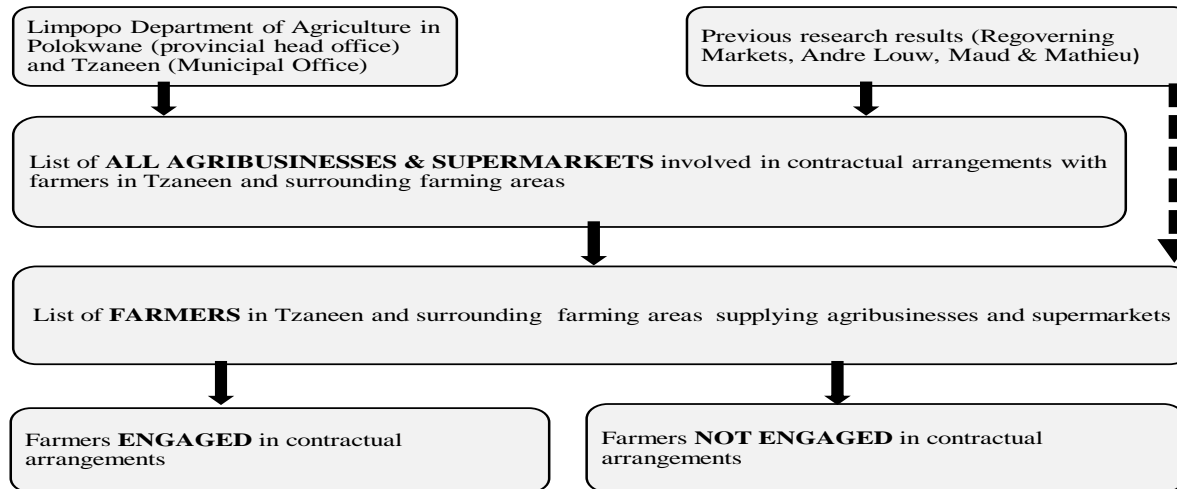 Limpopo Department of Agriculture in
Polokwane (provincial head office)
and Tzaneen (Municipal Office)
Previous research results (Regoverning
Markets, Andre Louw, Maud & Mathieu)
List of ALL AGRIBUSINESSES & SUPERMARKETS involved in contractual arrangements with
farmers in Tzaneen and surrounding farming areas
List of FARMERS in Tzaneen and surrounding farming areas supplying agribusinesses and supermarkets
Farmers ENGAGED in contractual
arrangements
Farmers NOT ENGAGED in contractual
arrangements